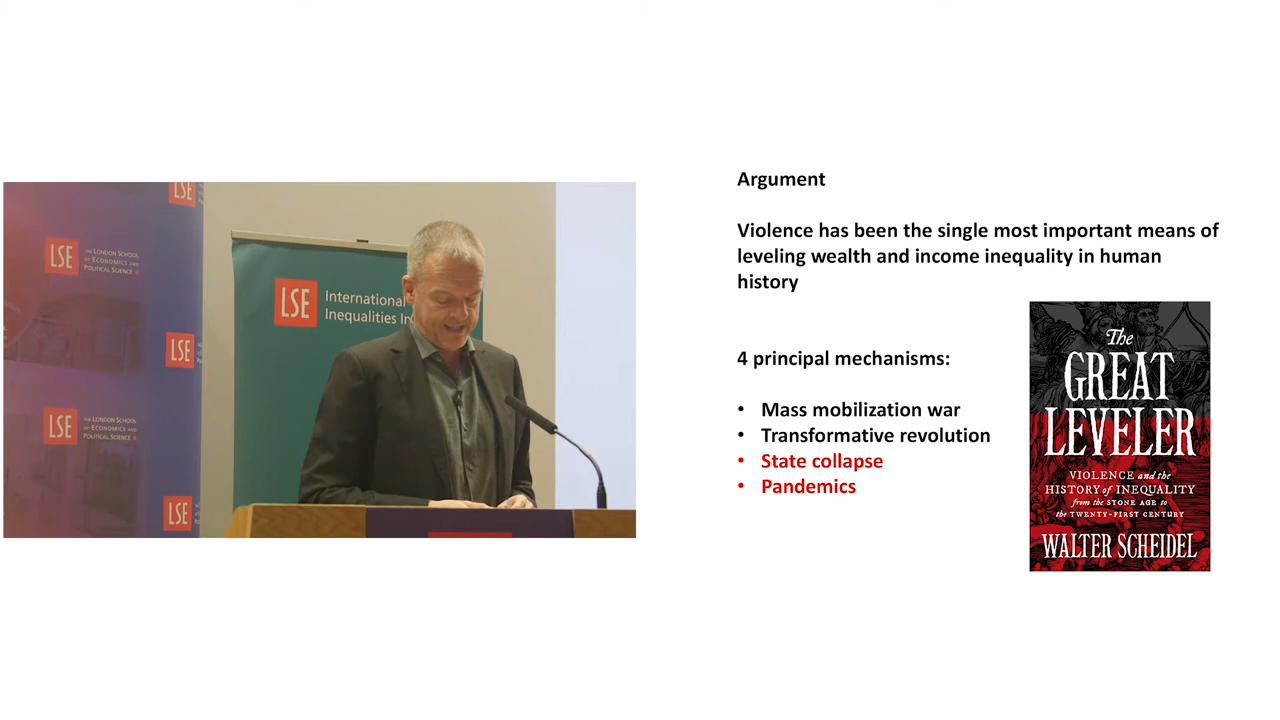 LSE
LSE
THE LONDON SCHOOL
OF ECONOMICS AND
POLITICAL SCIENCE
LSE
LSE
THE LONDON SCHOOL
OF ECONOMICS AND
POLITICAL SCIENCE
LSE
LSE
International
Inequalities In
Argument
Violence has been the single most important means of
leveling wealth and income inequality in human
history
4 principal mechanisms:
• Mass mobilization war
• Transformative revolution
• State collapse
• Pandemics
The
GREAT
LEVELER
VIOLENCE and the
HISTORY of INEQUALITY
from the STONE AGE to
the TWENTY-FIRST CENTURY
WALTER SCHEIDEL